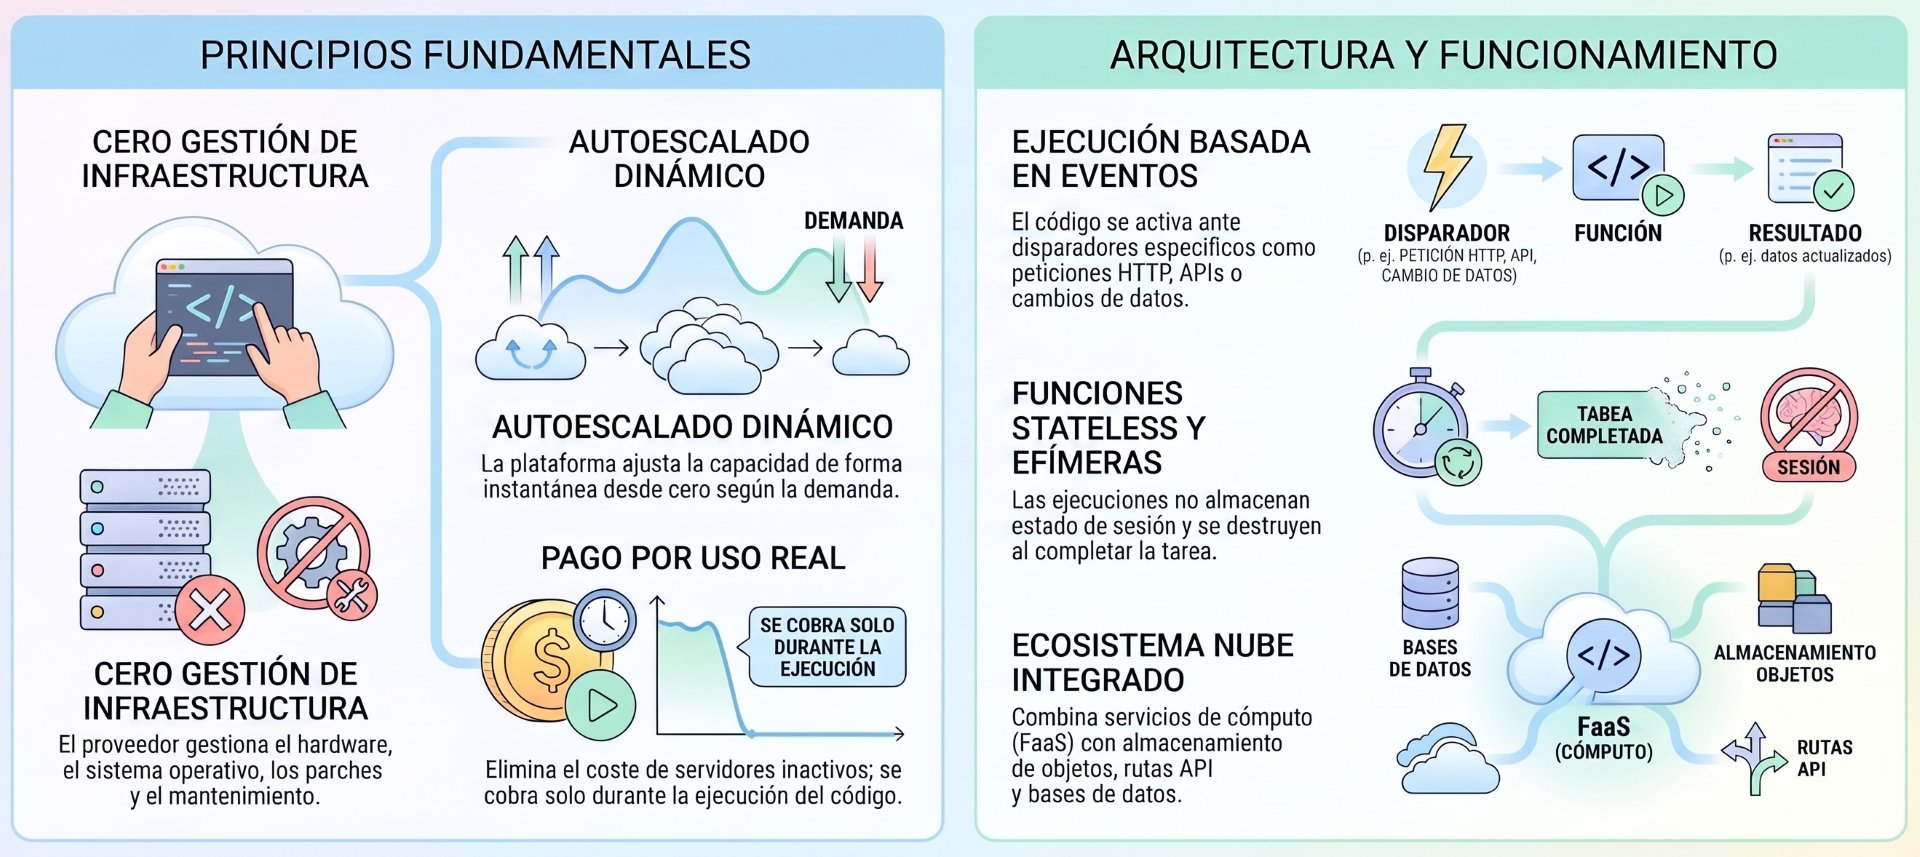 PRINCIPIOS FUNDAMENTALES
CERO GESTIÓN DE
INFRAESTRUCTURA
</>
CERO GESTIÓN DE
INFRAESTRUCTURA
El proveedor gestiona el hardware,
el sistema operativo, los parches
y el mantenimiento.
AUTOESCALADO
DINÁMICO
DEMANDA
AUTOESCALADO DINÁMICO
La plataforma ajusta la capacidad de forma
instantánea desde cero según la demanda.
PAGO POR USO REAL
$
SE COBRA SOLO
DURANTE LA
EJECUCIÓN
Elimina el coste de servidores inactivos; se
cobra solo durante la ejecución del código.
ARQUITECTURA Y FUNCIONAMIENTO
EJECUCIÓN BASADA
EN EVENTOS
El código se activa ante
disparadores especificos como
peticiones HTTP, APIs o
cambios de datos.
DISPARADOR
(p. ej. PETICIÓN HTTP, API,
CAMBIO DE DATOS)
</>
FUNCIÓN
RESULTADO
(p. ej. datos actualizados)
FUNCIONES
STATELESS Y
EFÍMERAS
Las ejecuciones no almacenan
estado de sesión y se destruyen
al completar la tarea.
TABEA
COMPLETADA
SESIÓN
ECOSISTEMA NUBE
INTEGRADO
Combina servicios de cómputo
(FaaS) con almacenamiento
de objetos, rutas API
y bases de datos.
BASES
DE DATOS
</>
FaaS
(CÓMPUTO)
ALMACENAMIENTO
OBJETOS
RUTAS
API